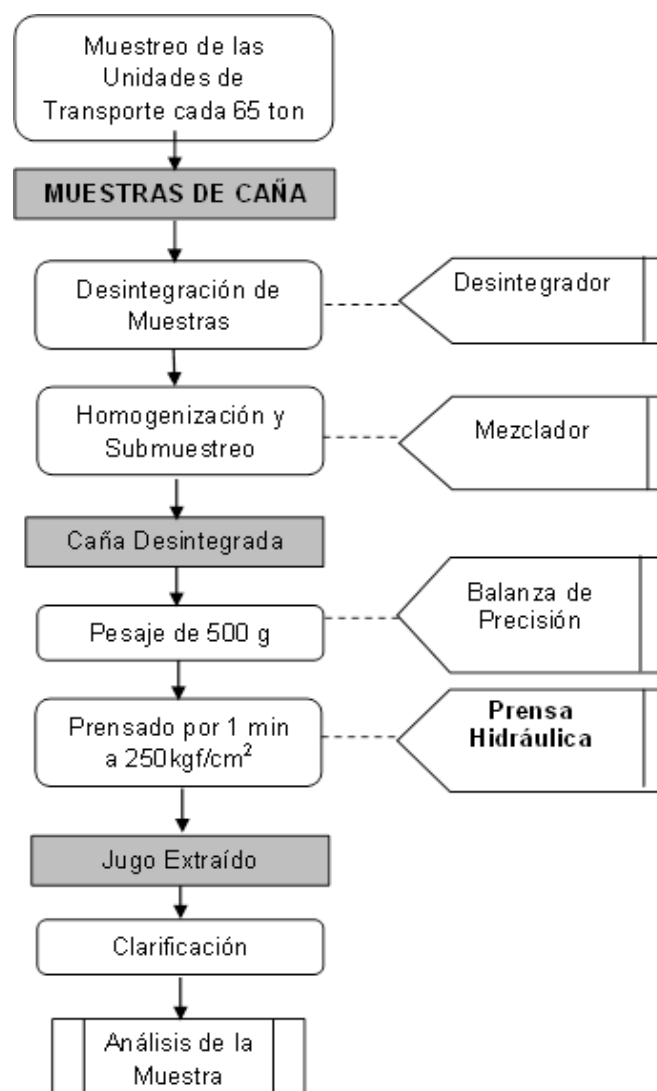 Muestreo de las
Unidades de
Transporte cada 65 ton
MUESTRAS DE CAÑA
Desintegración de
Muestras
Desintegrador
Homogenización y
Submuestreo
Mezclador
Caña Desintegrada
Pesaje de 500 g
Balanza de
Precisión
Prensado por 1 min
a 250kgf/cm²
Prensa
Hidráulica
Jugo Extraído
Clarificación
Análisis de la
Muestra